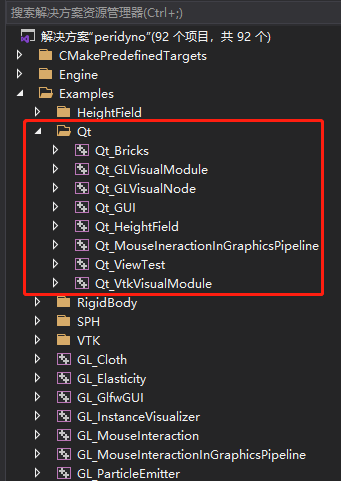 搜索解决方案资源管理器(Ctrl+;)
解决方案"peridyno"(92 个项目，共 92 个)
CMakePredefinedTargets
Engine
Examples
HeightField
Qt
Qt_Bricks
Qt_GLVisualModule
Qt_GLVisualNode
Qt_GUI
Qt_HeightField
Qt_MouseIneractionInGraphicsPipeline
Qt_ViewTest
Qt_VtkVisualModule
RigidBody
SPH
VTK
GL_Cloth
GL_Elasticity
GL_GlfwGUI
GL_InstanceVisualizer
GL_MouseInteraction
GL_MouseInteractionInGraphicsPipeline
GL_ParticleEmitter